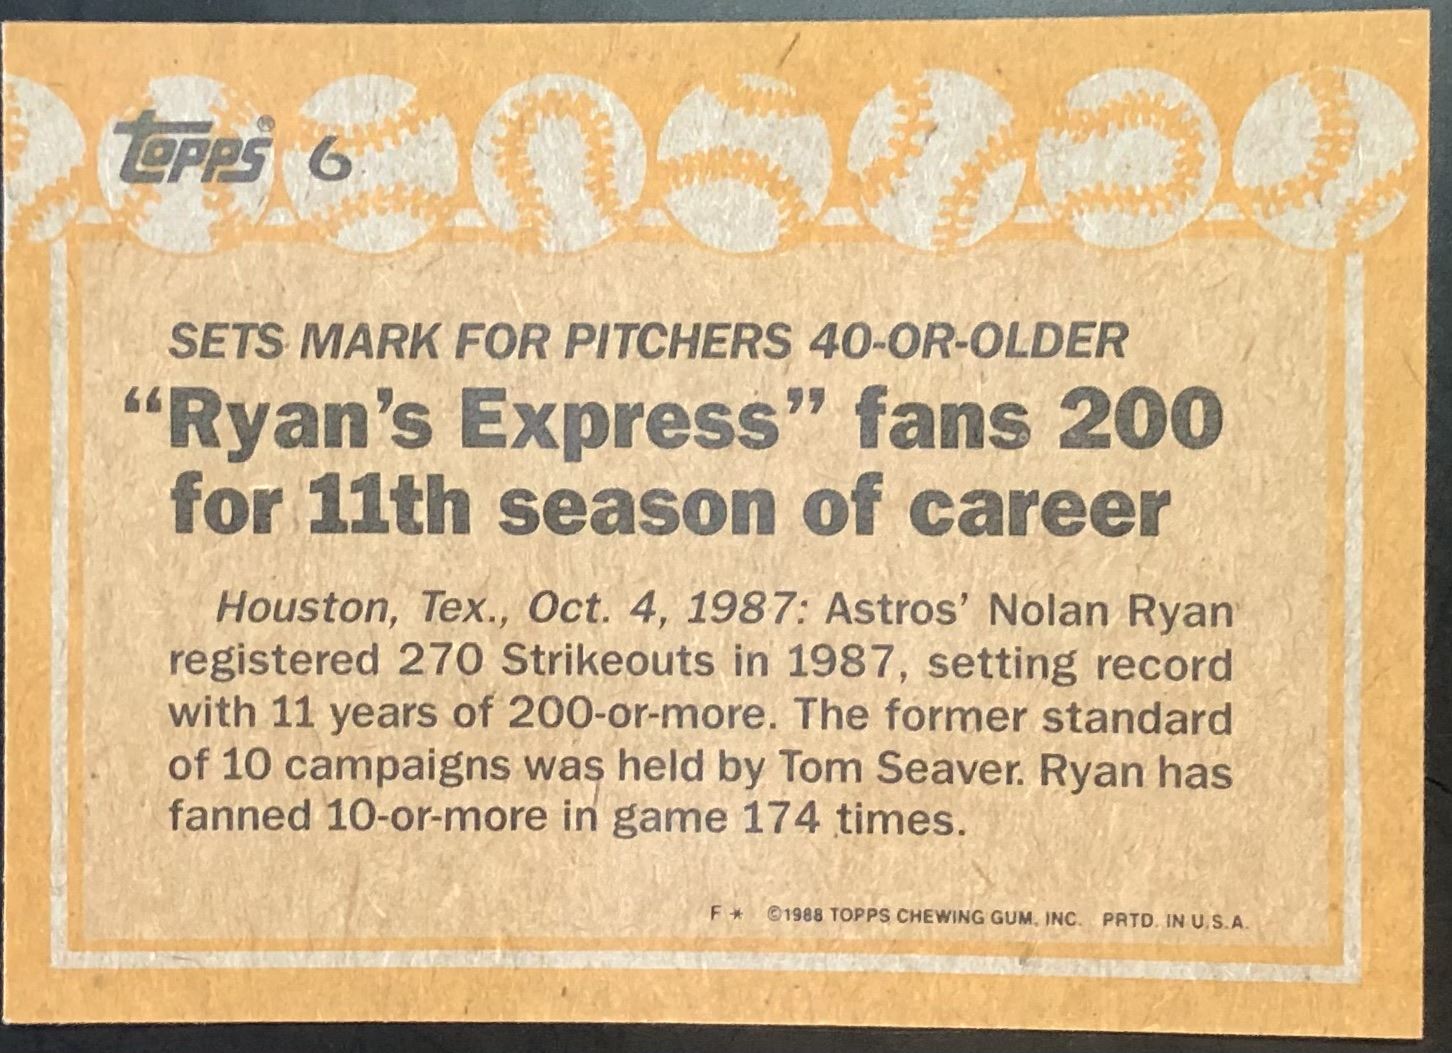 Topps® 6
SETS MARK FOR PITCHERS 40-OR-OLDER
“Ryan’s Express” fans 200
for 11th season of career
Houston, Tex., Oct. 4, 1987: Astros’ Nolan Ryan
registered 270 Strikeouts in 1987, setting record
with 11 years of 200-or-more. The former standard
of 10 campaigns was held by Tom Seaver. Ryan has
fanned 10-or-more in game 174 times.
F * ©1988 TOPPS CHEWING GUM, INC. PRTD. IN U.S.A.